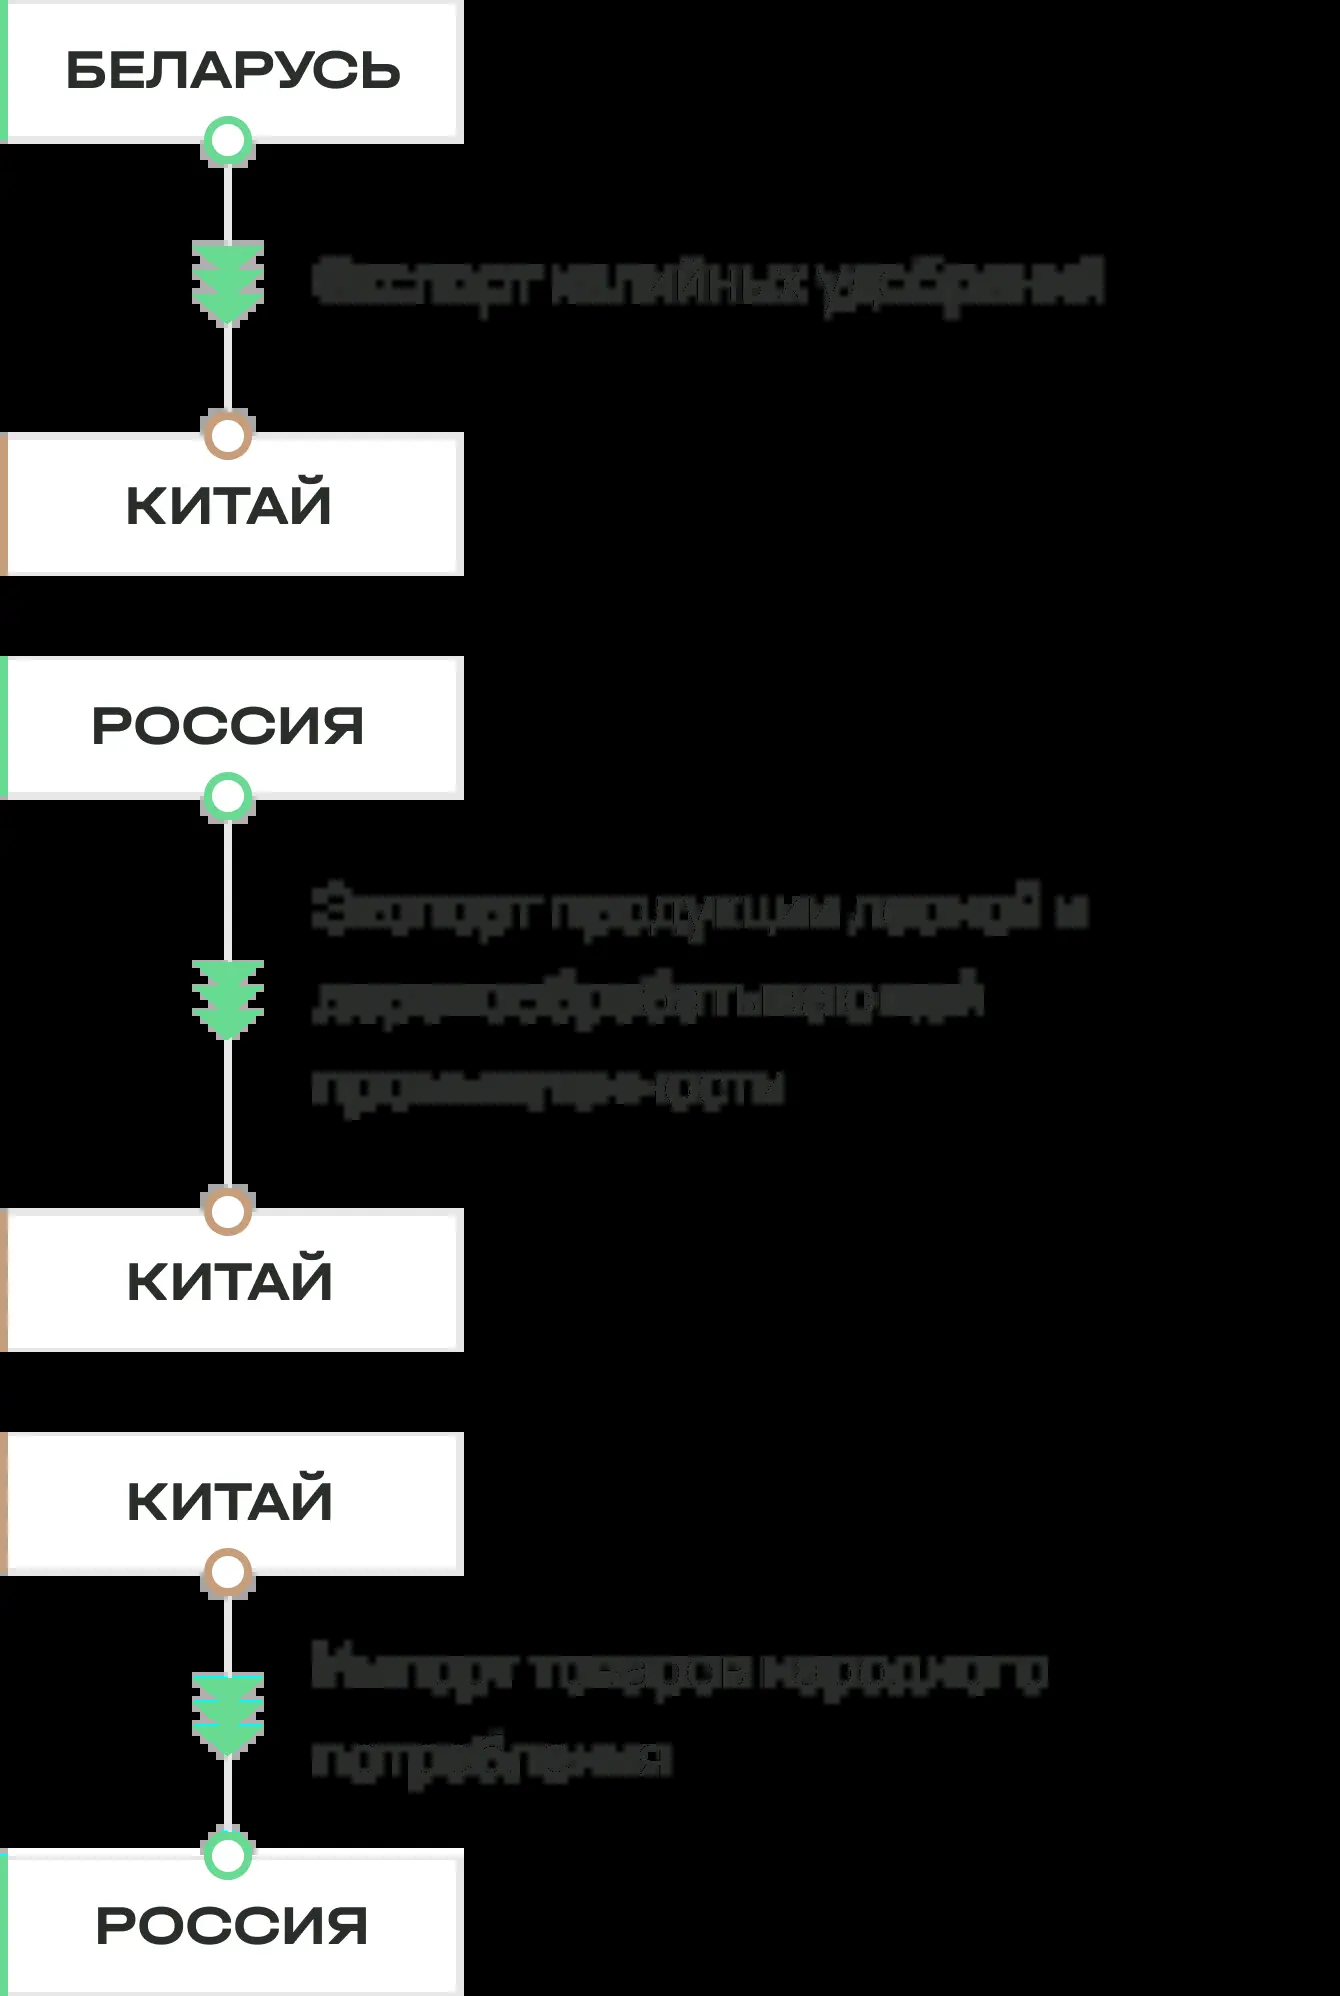 БЕЛАРУСЬ
Экспорт калийных удобрений
КИТАЙ
РОССИЯ
Экспорт продукции лесной и
деревообрабатывающей
промышленности
КИТАЙ
КИТАЙ
Импорт товаров народного
потребления
РОССИЯ